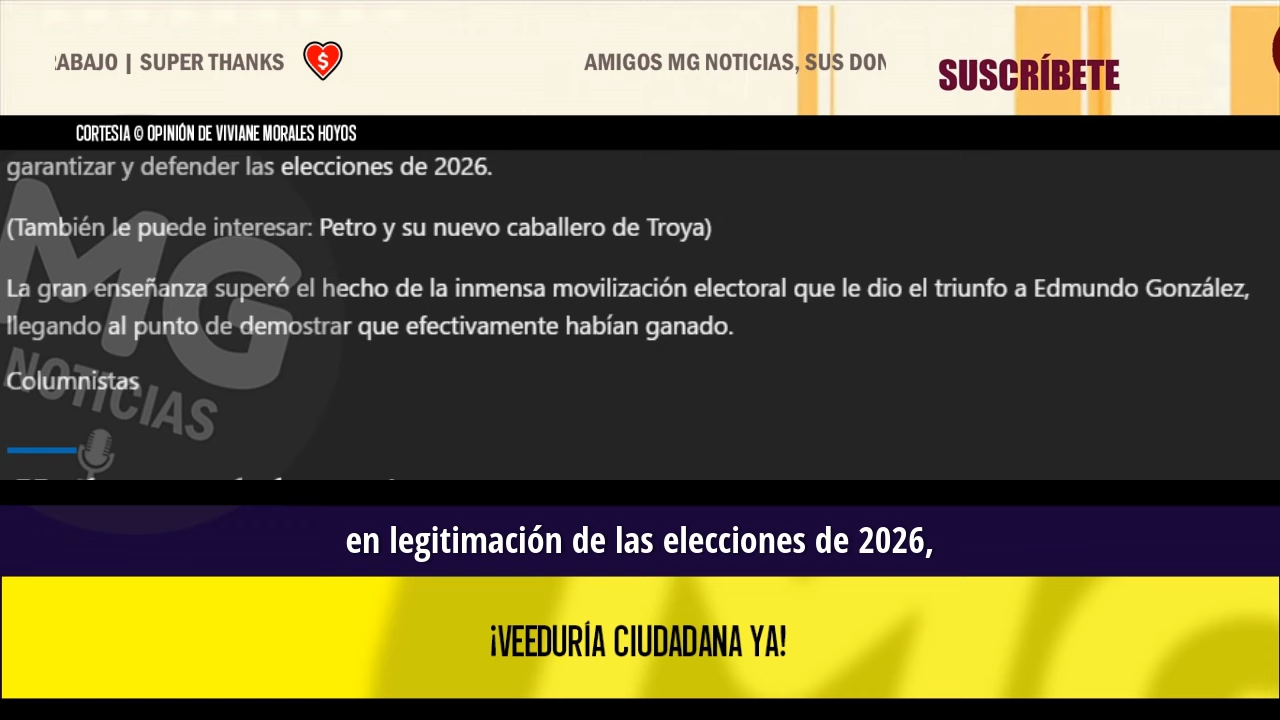 ABAJO | SUPER THANKS
AMIGOS MG NOTICIAS, SUS DON
SUSCRÍBETE
CORTESIA © OPINIÓN DE VIVIANE MORALES HOYOS
garantizar y defender las elecciones de 2026.
(También le puede interesar: Petro y su nuevo caballero de Troya)
La gran enseñanza superó el hecho de la inmensa movilización electoral que le dio el triunfo a Edmundo González,
llegando al punto de demostrar que efectivamente habían ganado.
Columnistas
MG
NOTICIAS
en legitimación de las elecciones de 2026,
¡VEEDURÍA CIUDADANA YA!